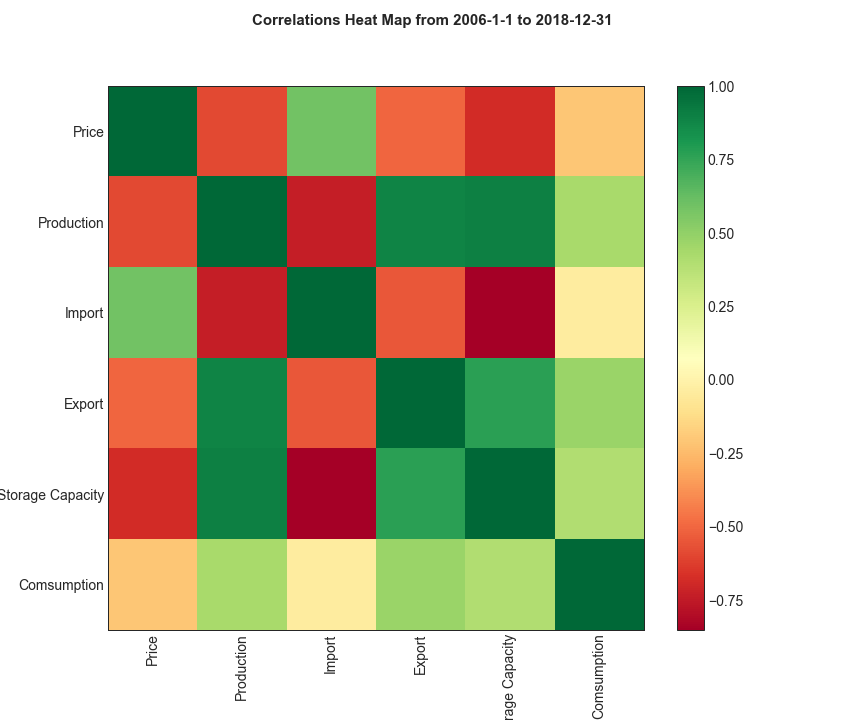 Correlations Heat Map from 2006-1-1 to 2018-12-31
Price
Production
Import
Export
Storage Capacity
Comsumption
Price
Production
Import
Export
rage Capacity
Comsumption
1.00
0.75
0.50
0.25
0.00
−0.25
−0.50
−0.75